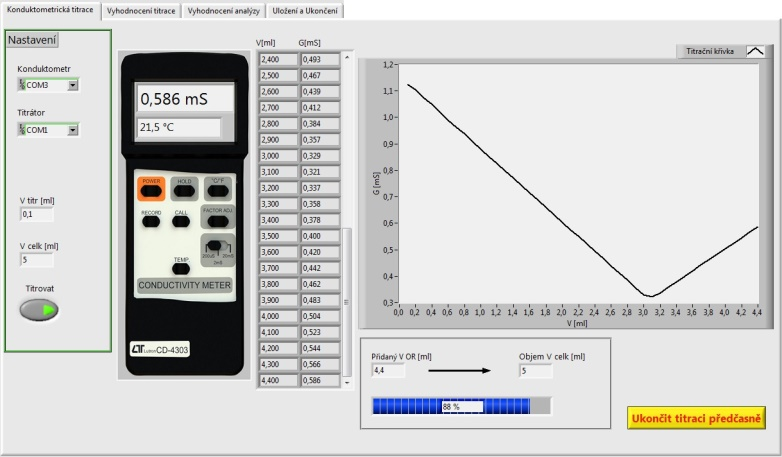 Konduktometrická titrace Vyhodnocení titrace Vyhodnocení analýzy Uložení a Ukončení
Nastavení
Konduktometr
COM3
Titrátor
COM1
V titr [ml]
0,1
V celk [ml]
5
Titrovat
0,586 mS
21,5 °C
POWER HOLD °C/°F
RECORD CALL FACTOR ADJ
200uS 20mS
2mS
TEMP.
CONDUCTIVITY METER
LT Lutron CD-4303
V[ml] G[mS]
2,400 0,493
2,500 0,467
2,600 0,439
2,700 0,412
2,800 0,384
2,900 0,357
3,000 0,329
3,100 0,321
3,200 0,337
3,300 0,358
3,400 0,378
3,500 0,400
3,600 0,420
3,700 0,442
3,800 0,462
3,900 0,483
4,000 0,504
4,100 0,523
4,200 0,544
4,300 0,566
4,400 0,586
Titrační křivka
1,2
1,1
1,0
0,9
0,8
0,7
0,6
0,5
0,4
0,3
G [mS]
0,0 0,2 0,4 0,6 0,8 1,0 1,2 1,4 1,6 1,8 2,0 2,2 2,4 2,6 2,8 3,0 3,2 3,4 3,6 3,8 4,0 4,2 4,4
V [ml]
Přidaný V OR [ml] Objem V celk [ml]
4,4 5
88 %
Ukončit titraci předčasně